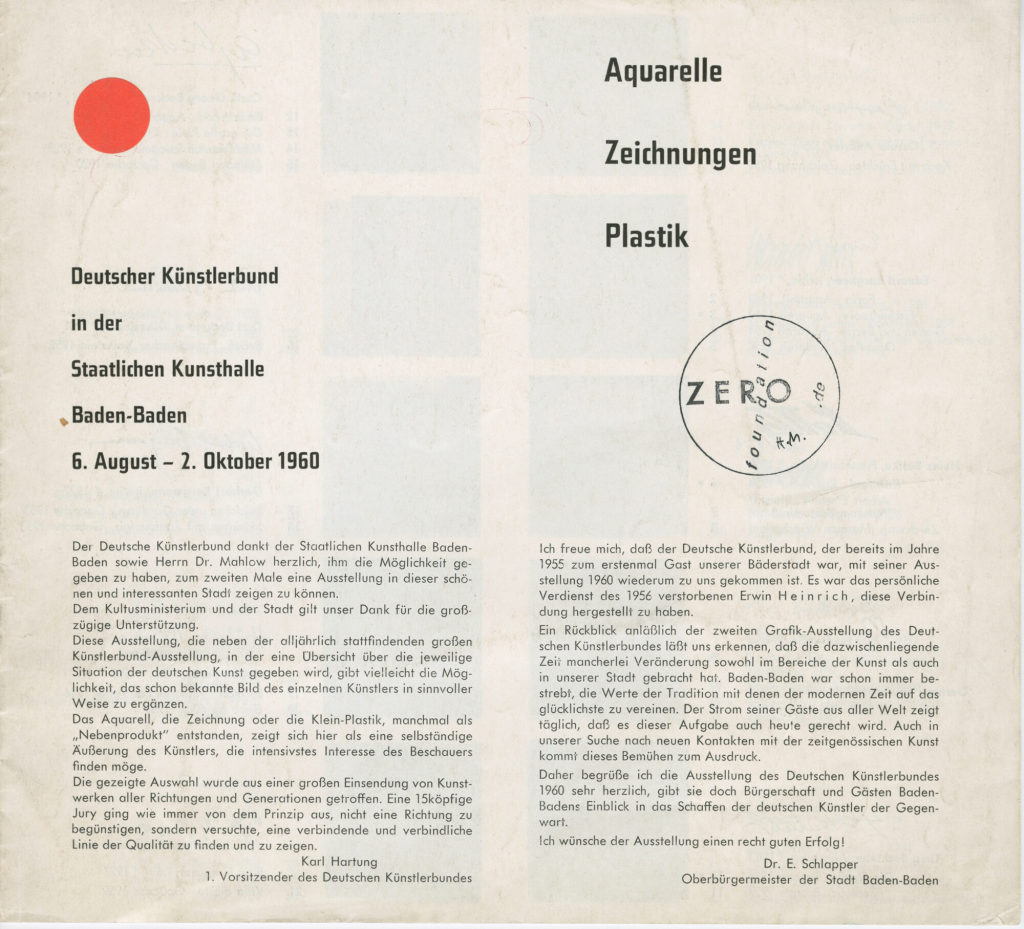 Deutscher Künstlerbund
in der
Staatlichen Kunsthalle
Baden-Baden
6. August – 2. Oktober 1960
Der Deutsche Künstlerbund dankt der Staatlichen Kunsthalle Baden-
Baden sowie Herrn Dr. Mahlow herzlich, ihm die Möglichkeit ge-
geben zu haben, zum zweiten Male eine Ausstellung in dieser schö-
nen und interessanten Stadt zeigen zu können.
Dem Kultusministerium und der Stadt gilt unser Dank für die groß-
zügige Unterstützung.
Diese Ausstellung, die neben der olljährlich stattfindenden großen
Künstlerbund-Ausstellung, in der eine Übersicht über die jeweilige
Situation der deutschen Kunst gegeben wird, gibt vielleicht die Mög-
lichkeit, das schon bekannte Bild des einzelnen Künstlers in sinnvoller
Weise zu ergänzen.
Das Aquarell, die Zeichnung oder die Klein-Plastik, manchmal als
„Nebenprodukt" entstanden, zeigt sich hier als eine selbständige
Äußerung des Künstlers, die intensivstes Interesse des Beschauers
finden möge.
Die gezeigte Auswahl wurde aus einer großen Einsendung von Kunst-
werken aller Richtungen und Generationen getroffen. Eine 15köpfige
Jury ging wie immer von dem Prinzip aus, nicht eine Richtung zu
begünstigen, sondern versuchte, eine verbindende und verbindliche
Linie der Qualität zu finden und zu zeigen.
Karl Hartung
1. Vorsitzender des Deutschen Künstlerbundes
Aquarelle
Zeichnungen
Plastik
ZERO
foundation
.de
H.M.
Ich freue mich, daß der Deutsche Künstlerbund, der bereits im Jahre
1955 zum erstenmal Gast unserer Bäderstadt war, mit seiner Aus-
stellung 1960 wiederum zu uns gekommen ist. Es war das persönliche
Verdienst des 1956 verstorbenen Erwin Heinrich, diese Verbin-
dung hergestellt zu haben.
Ein Rückblick anläßlich der zweiten Grafik-Ausstellung des Deut-
schen Künstlerbundes läßt uns erkennen, daß die dazwischenliegende
Zeit mancherlei Veränderung sowohl im Bereiche der Kunst als auch
in unserer Stadt gebracht hat. Baden-Baden war schon immer be-
strebt, die Werte der Tradition mit denen der modernen Zeit auf das
glücklichste zu vereinen. Der Strom seiner Gäste aus aller Welt zeigt
täglich, daß es dieser Aufgabe auch heute gerecht wird. Auch in
unserer Suche nach neuen Kontakten mit der zeitgenössischen Kunst
kommt dieses Bemühen zum Ausdruck.
Daher begrüße ich die Ausstellung des Deutschen Künstlerbundes
1960 sehr herzlich, gibt sie doch Bürgerschaft und Gästen Baden-
Badens Einblick in das Schaffen der deutschen Künstler der Gegen-
wart.
Ich wünsche der Ausstellung einen recht guten Erfolg!
Dr. E. Schlapper
Oberbürgermeister der Stadt Baden-Baden